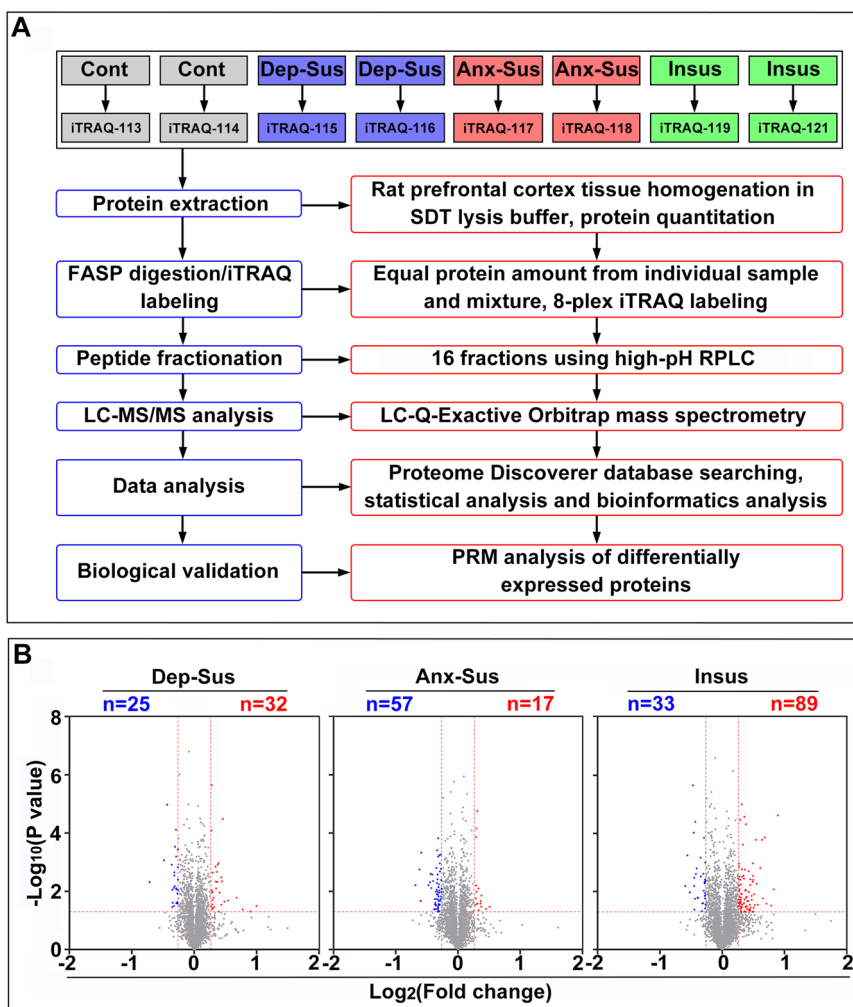 A
Cont Cont Dep-Sus Dep-Sus Anx-Sus Anx-Sus Insus Insus
iTRAQ-113 iTRAQ-114 iTRAQ-115 iTRAQ-116 iTRAQ-117 iTRAQ-118 iTRAQ-119 iTRAQ-121
Protein extraction
Rat prefrontal cortex tissue homogenation in
SDT lysis buffer, protein quantitation
FASP digestion/iTRAQ
labeling
Equal protein amount from individual sample
and mixture, 8-plex iTRAQ labeling
Peptide fractionation
16 fractions using high-pH RPLC
LC-MS/MS analysis
LC-Q-Exactive Orbitrap mass spectrometry
Data analysis
Proteome Discoverer database searching,
statistical analysis and bioinformatics analysis
Biological validation
PRM analysis of differentially
expressed proteins
B
Dep-Sus Anx-Sus Insus
n=25 n=32 n=57 n=17 n=33 n=89
8
6
4
2
0
-Log10(P value)
-2 0 2 -2 0 2 -2 0 2
Log2(Fold change)